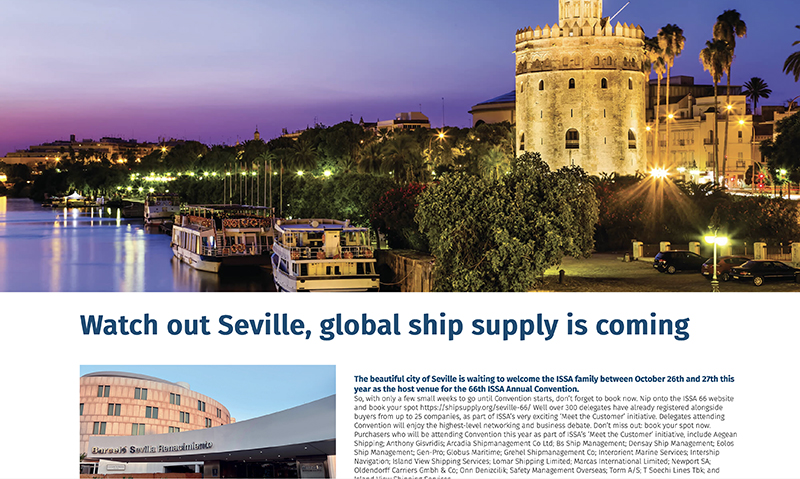 Watch out Seville, global ship supply is coming
Barceló Sevilla Renacimiento
The beautiful city of Seville is waiting to welcome the ISSA family between October 26th and 27th this
year as the host venue for the 66th ISSA Annual Convention.
So, with only a few small weeks to go until Convention starts, don't forget to book now. Nip onto the ISSA 66 website
and book your spot https://shipsupply.org/seville-66/ Well over 300 delegates have already registered alongside
buyers from up to 25 companies, as part of ISSA's very exciting 'Meet the Customer' initiative. Delegates attending
Convention will enjoy the highest-level networking and business debate. Don't miss out: book your spot now.
Purchasers who will be attending Convention this year as part of ISSA's 'Meet the Customer' initiative, include Aegean
Shipping; Anthony Gisvridis; Arcadia Shipmanagement Co Ltd; Bs Ship Management; Densay Ship Management; Eolos
Ship Management; Gen-Pro; Globus Maritime; Grehel Shipmanagement Co; Interorient Marine Services; Intership
Navigation; Island View Shipping Services; Lomar Shipping Limited; Marcas International Limited; Newport SA;
Oldendorff Carriers Gmbh & Co; Onn Denizcilik; Safety Management Overseas; Torm A/S; T Soechi Lines Tbk; and
Island View Shipping Services